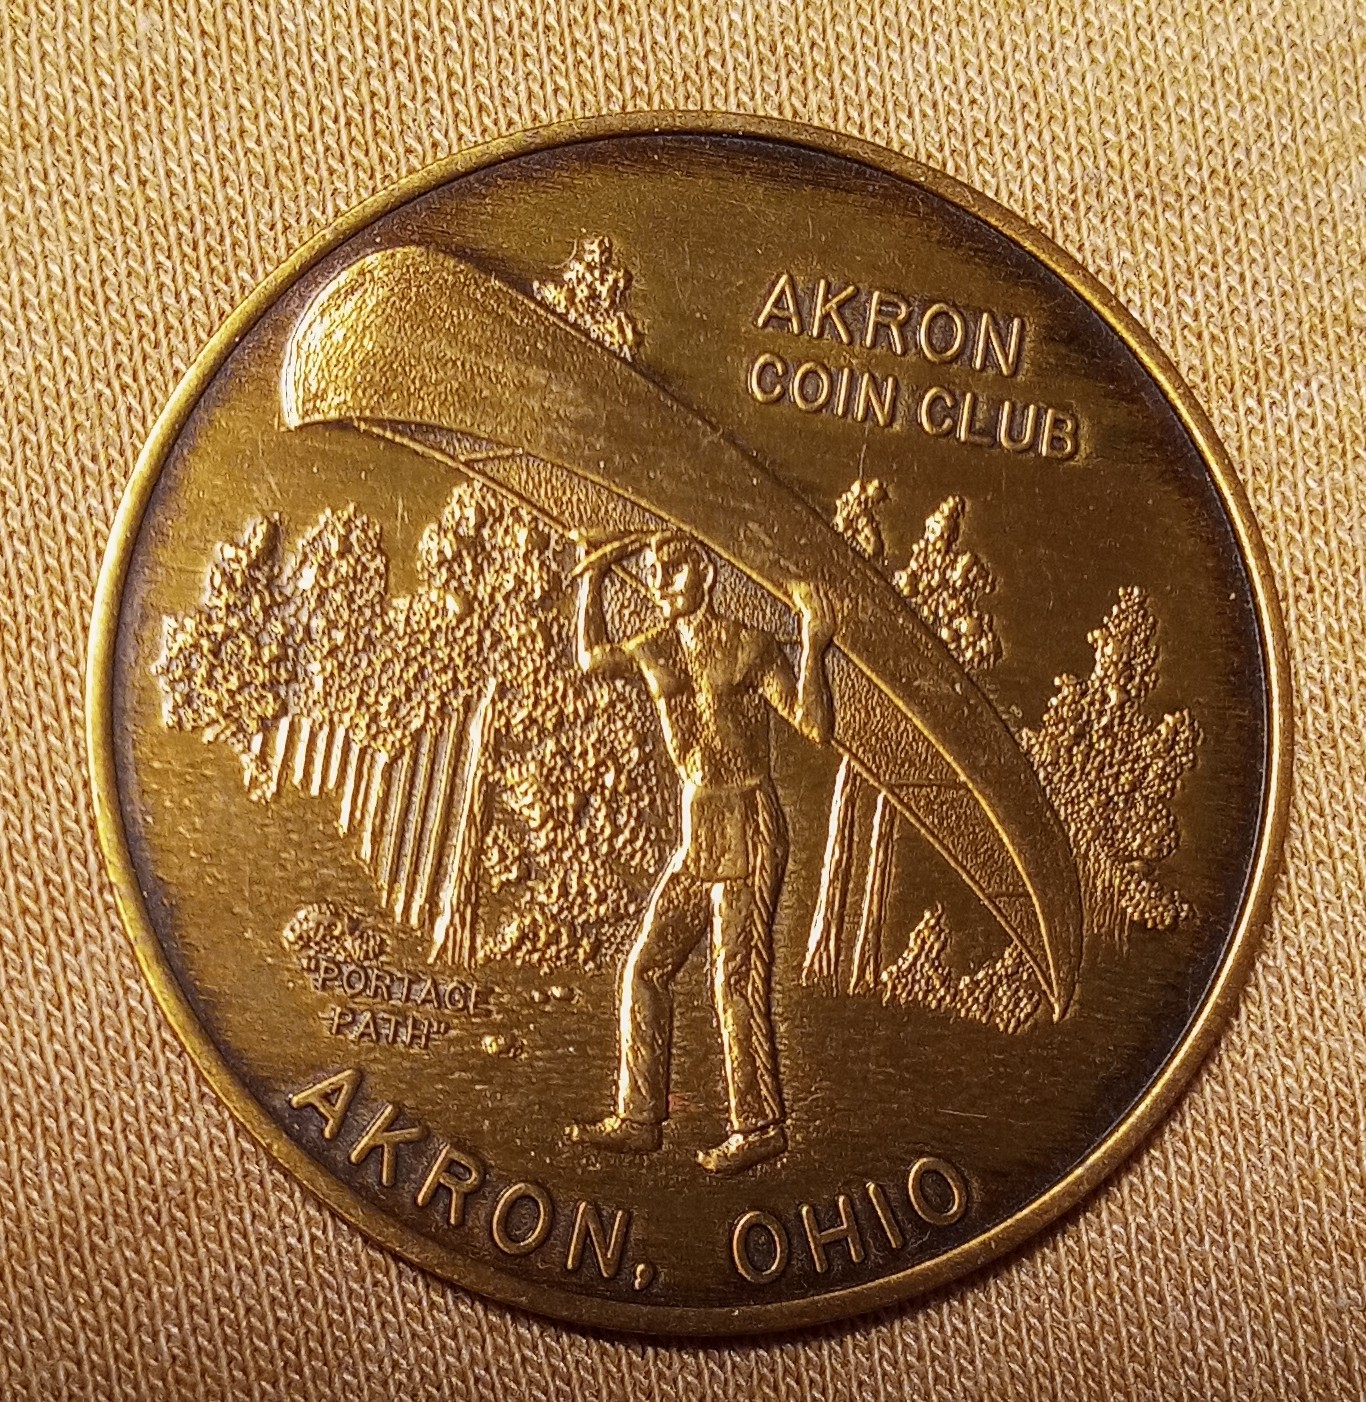 AKRON
COIN CLUB
"PORTAGE
PATH"
AKRON, OHIO